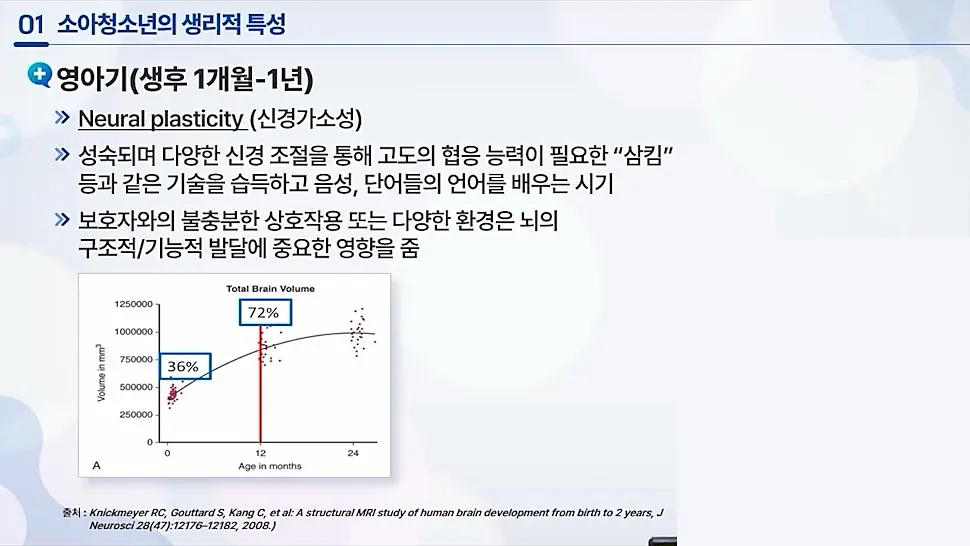 01 소아청소년의 생리적 특성
영아기(생후 1개월-1년)
Neural plasticity (신경가소성)
성숙되며 다양한 신경 조절을 통해 고도의 협응 능력이 필요한 “삼킴”
등과 같은 기술을 습득하고 음성, 단어들의 언어를 배우는 시기
보호자와의 불충분한 상호작용 또는 다양한 환경은 뇌의
구조적/기능적 발달에 중요한 영향을 줌
Total Brain Volume
72%
36%
Volume in mm³
1250000
1000000
750000
500000
250000
0
0 12 24
Age in months
A
출처 : Knickmeyer RC, Gouttard S, Kang C, et al: A structural MRI study of human brain development from birth to 2 years, J
Neurosci 28(47):12176–12182, 2008.)